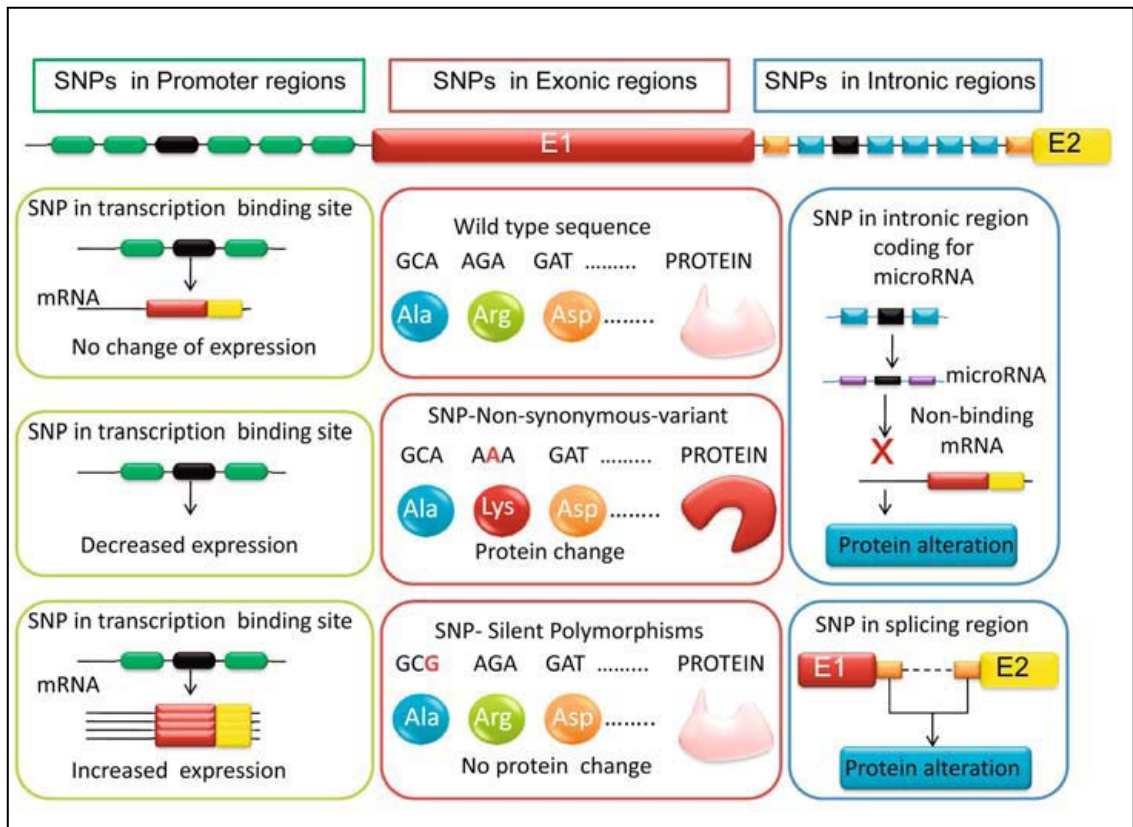 SNPs in Promoter regions
SNPs in Exonic regions
SNPs in Intronic regions
E1
E2
SNP in transcription binding site
mRNA
No change of expression
SNP in transcription binding site
Decreased expression
SNP in transcription binding site
mRNA
Increased expression
Wild type sequence
GCA AGA GAT ......... PROTEIN
Ala Arg Asp ........
SNP-Non-synonymous-variant
GCA AAA GAT ......... PROTEIN
Ala Lys Asp ........
Protein change
SNP- Silent Polymorphisms
GCG AGA GAT ......... PROTEIN
Ala Arg Asp ........
No protein change
SNP in intronic region
coding for
microRNA
microRNA
Non-binding
mRNA
X
Protein alteration
SNP in splicing region
E1 E2
Protein alteration